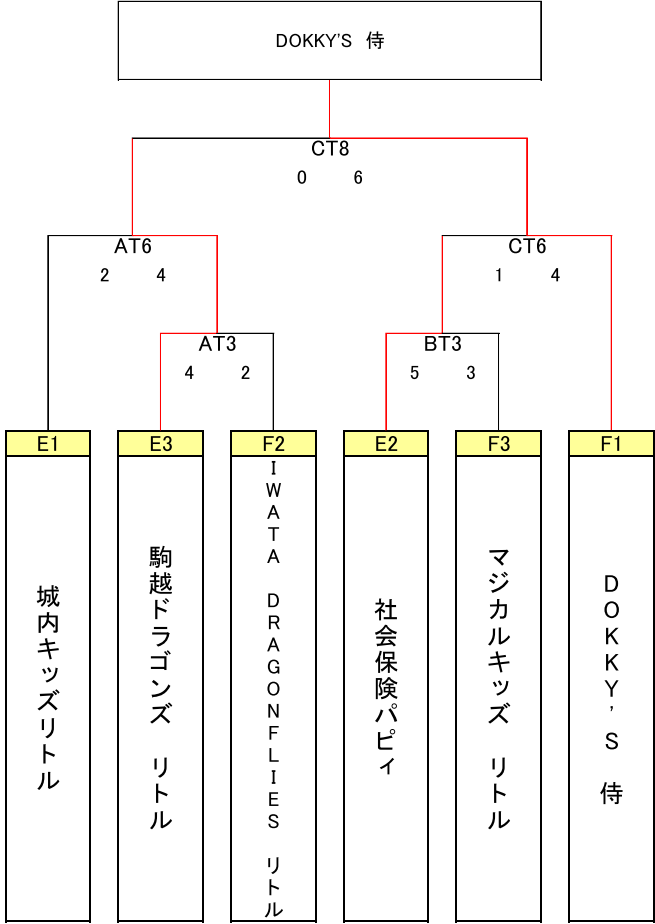 DOKKY'S 侍
CT8
0 6
AT6
2 4
CT6
1 4
AT3
4 2
BT3
5 3
E1
E3
F2
E2
F3
F1
城内キッズリトル
駒越ドラゴンズ リトル
IWATA DRAGONFLIES リトル
社会保険パピィ
マジカルキッズ リトル
DOKKY'S 侍